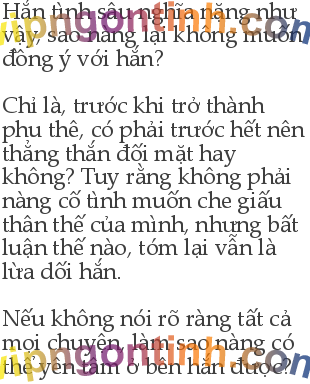 Hắn tình sâu nghĩa nặng như
vậy, sao nàng lại không muốn
đồng ý với hắn?
Chỉ là, trước khi trở thành
phu thê, có phải trước hết nên
thẳng thắn đối mặt hay
không? Tuy rằng không phải
nàng cố tình muốn che giấu
thân thế của mình, nhưng bất
luận thế nào, tóm lại vẫn là
lừa dối hắn.
Nếu không nói rõ ràng tất cả
mọi chuyện, làm sao nàng có
thể yên tâm ở bên hắn được?
vipngontinh.com
vipngontinh.com